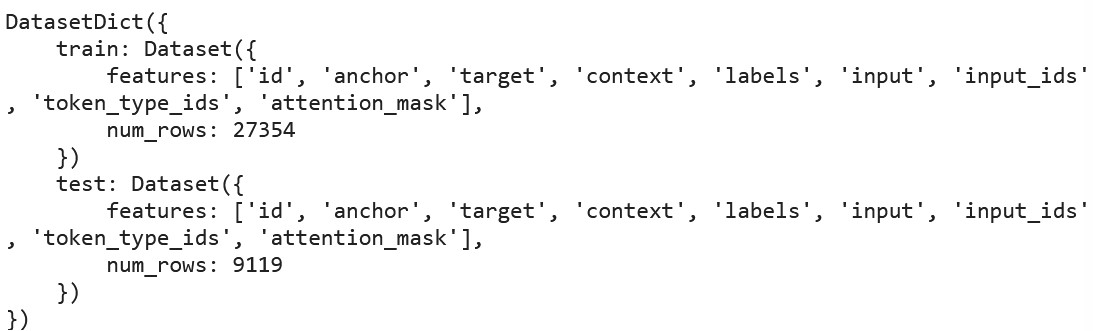 DatasetDict({
    train: Dataset({
        features: ['id', 'anchor', 'target', 'context', 'labels', 'input', 'input_ids'
, 'token_type_ids', 'attention_mask'],
        num_rows: 27354
    })
    test: Dataset({
        features: ['id', 'anchor', 'target', 'context', 'labels', 'input', 'input_ids'
, 'token_type_ids', 'attention_mask'],
        num_rows: 9119
    })
})